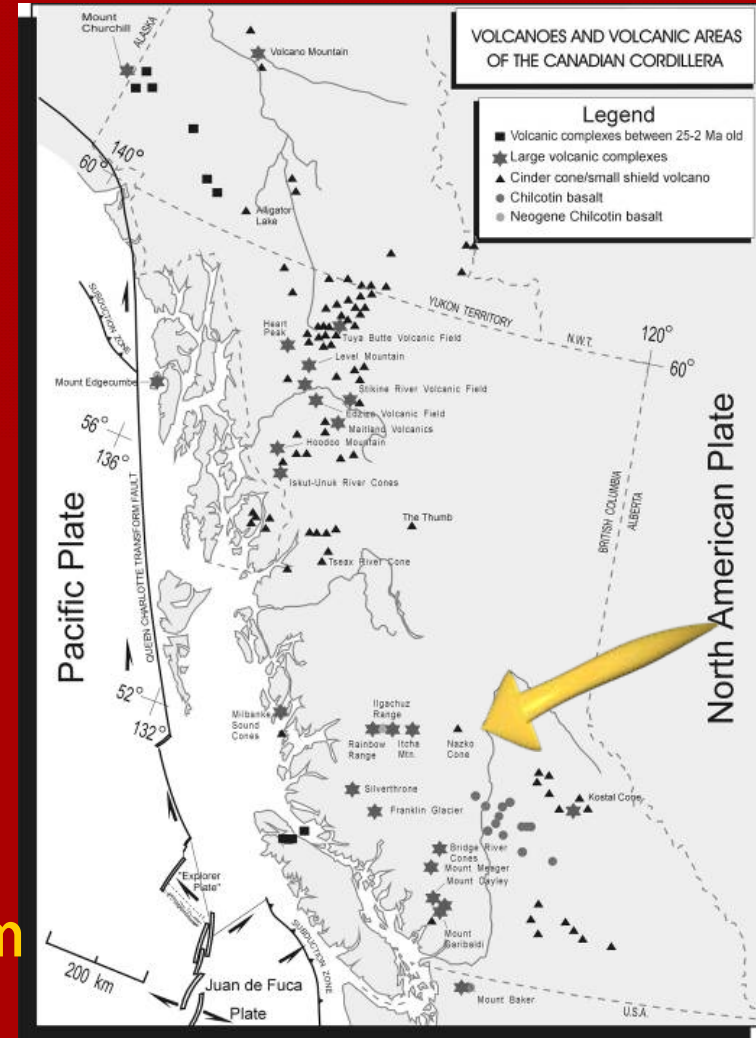 Mount
Churchill
ALASKA
Volcano Mountain
VOLCANOES AND VOLCANIC AREAS
OF THE CANADIAN CORDILLERA
Legend
Volcanic complexes between 25-2 Ma old
Large volcanic complexes
Cinder cone/small shield volcano
Chilcotin basalt
Neogene Chilcotin basalt
60°
140°
Alligator
Lake
SUBDUCTION ZONE
YUKON TERRITORY
N.W.T.
120°
60°
Heart
Peak
Tuya Butte Volcanic Field
Level Mountain
Mount Edgecumbe
Stikine River Volcanic Field
Edziza Volcanic Field
Maitland Volcanics
56°
136°
Hoodoo Mountain
Iskut-Unuk River Cones
BRITISH COLUMBIA
ALBERTA
North American Plate
Pacific Plate
QUEEN CHARLOTTE TRANSFORM FAULT
The Thumb
Tseax River Cone
52°
132°
Milbanke
Sound
Cones
Ilgachuz
Range
Rainbow
Range
Itcha
Mtn.
Nazko
Cone
Silverthrone
Franklin Glacier
Kostal Cone
Bridge River
Cones
Mount Meager
Mount Cayley
Mount
Garibaldi
"Explorer
Plate"
SUBDUCTION ZONE
200 km
Juan de Fuca
Plate
Mount Baker
U.S.A.